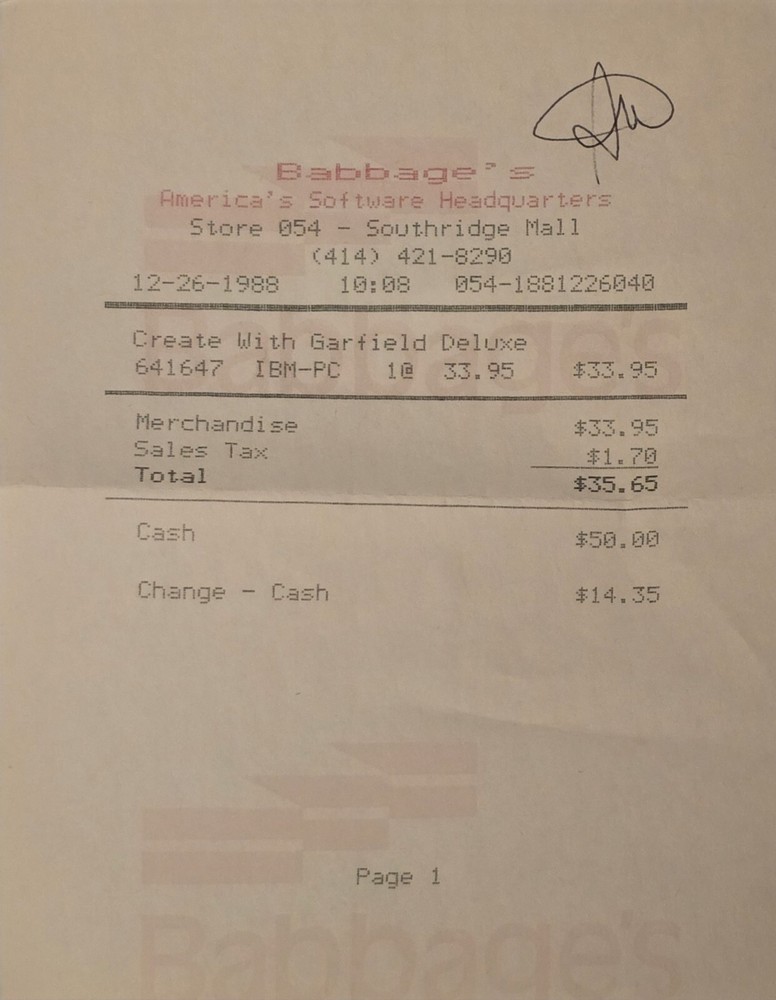 Babbage's
America's Software Headquarters
Store 054 - Southridge Mall
(414) 421-8290
12-26-1988 10:08 054-1881226040
Create With Garfield Deluxe
641647 IBM-PC 1@ 33.95 $33.95
Merchandise $33.95
Sales Tax $1.70
Total $35.65
Cash $50.00
Change - Cash $14.35
Page 1
Babbage's
Babbage's